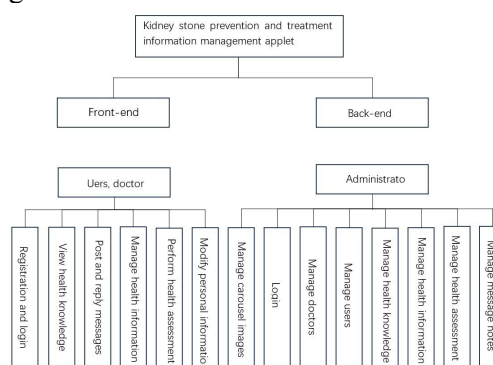 Kidney stone prevention and treatment
information management applet
Front-end
Back-end
Uers, doctor
Administrato
Registration and login
View health knowledge
Post and reply messages
Manage health information
Perform health assessment
Modify personal informatio
Manage carousel images
Login
Manage doctors
Manage users
Manage health knowledge
Manage health information
Manage health assessment
Manage message notes